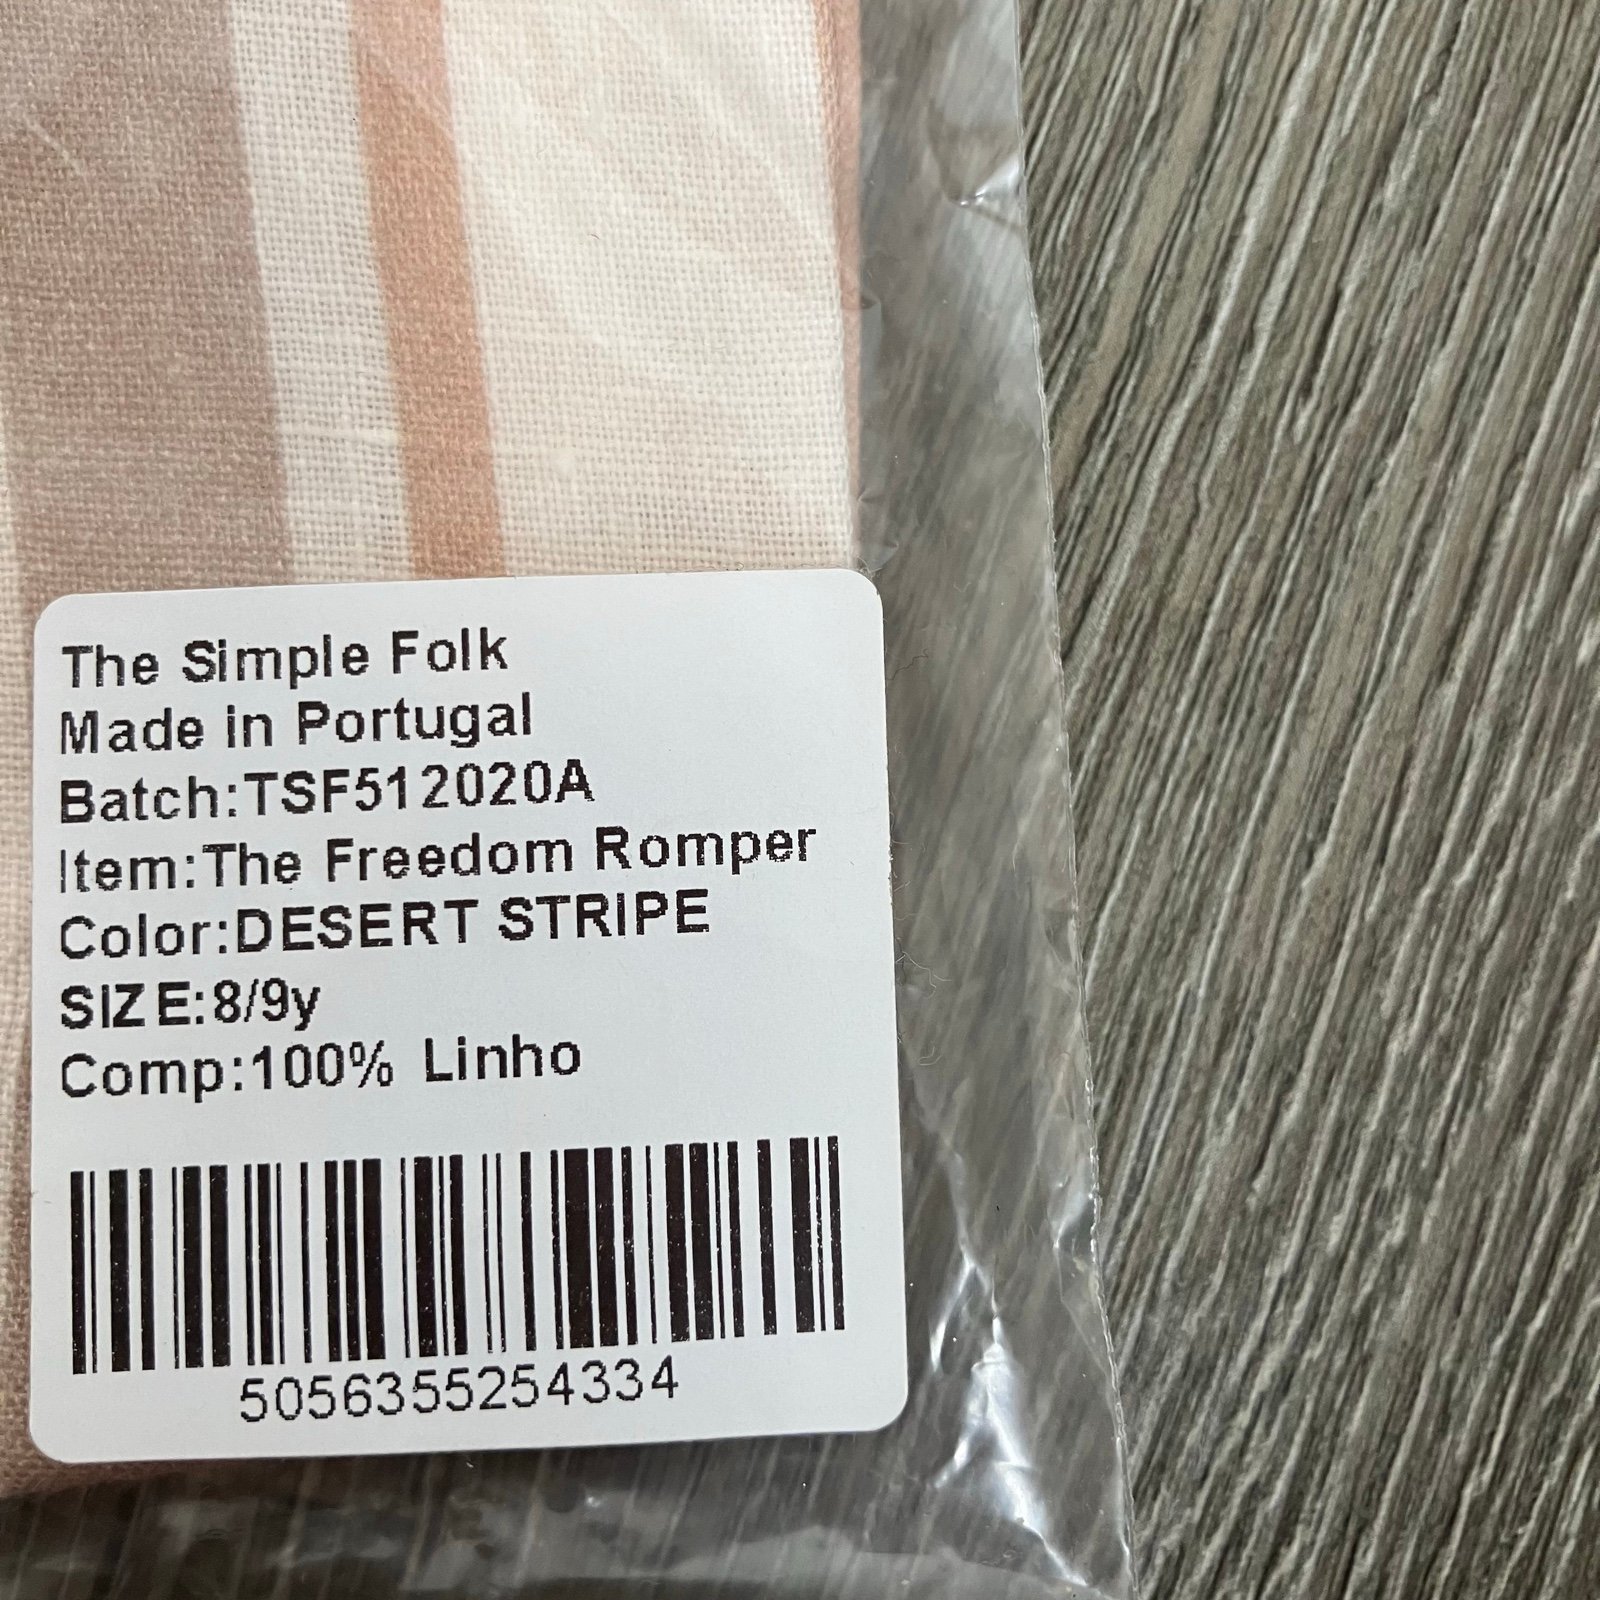 The Simple Folk
Made in Portugal
Batch:TSF512020A
Item:The Freedom Romper
Color:DESERT STRIPE
SIZE:8/9y
Comp:100% Linho
5056355254334